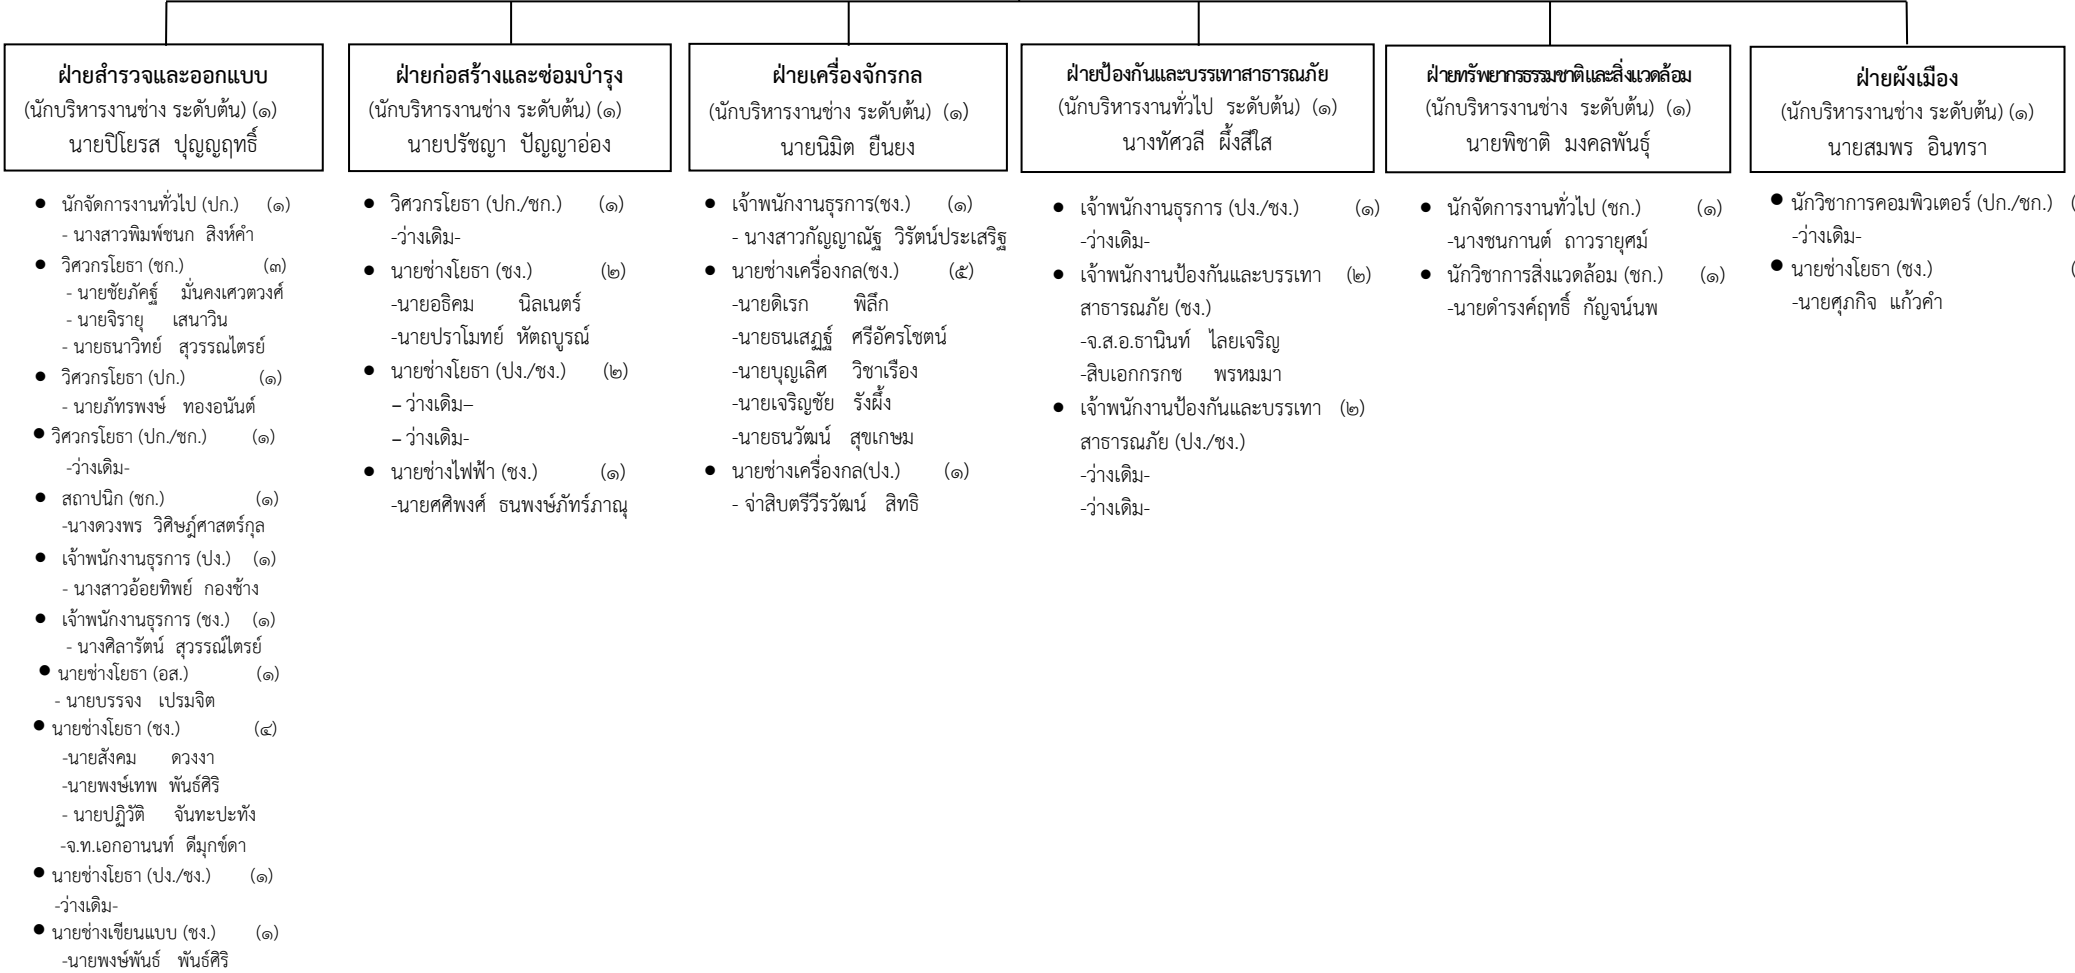 ฝ่ายสำรวจและออกแบบ
(นักบริหารงานช่าง ระดับต้น) (๑)
นายปิโยรส ปุญญฤทธิ์
● นักจัดการงานทั่วไป (ปก.) (๑)
- นางสาวพิมพ์ชนก สิงห์คำ
● วิศวกรโยธา (ชก.) (๓)
- นายชัยภัคฐ์ มั่นคงเศวตวงศ์
- นายจิรายุ เสนาวิน
- นายธนาวิทย์ สุวรรณไตรย์
● วิศวกรโยธา (ปก.) (๑)
- นายภัทรพงษ์ ทองอนันต์
● วิศวกรโยธา (ปก./ชก.) (๑)
-ว่างเดิม-
● สถาปนิก (ชก.) (๑)
-นางดวงพร วิศิษฎ์ศาสตร์กุล
● เจ้าพนักงานธุรการ (ปง.) (๑)
- นางสาวอ้อยทิพย์ กองช้าง
● เจ้าพนักงานธุรการ (ชง.) (๑)
- นางศิลารัตน์ สุวรรณ์ไตรย์
● นายช่างโยธา (อส.) (๑)
- นายบรรจง เปรมจิต
● นายช่างโยธา (ชง.) (๔)
-นายสังคม ดวงงา
-นายพงษ์เทพ พันธ์ศิริ
- นายปฏิวัติ จันทะปะทัง
-จ.ท.เอกอานนท์ ดีมุกข์ดา
● นายช่างโยธา (ปง./ชง.) (๑)
-ว่างเดิม-
● นายช่างเขียนแบบ (ชง.) (๑)
-นายพงษ์พันธ์ พันธ์ศิริ
ฝ่ายก่อสร้างและซ่อมบำรุง
(นักบริหารงานช่าง ระดับต้น) (๑)
นายปรัชญา ปัญญาอ่อง
● วิศวกรโยธา (ปก./ชก.) (๑)
-ว่างเดิม-
● นายช่างโยธา (ชง.) (๒)
-นายอธิคม นิลเนตร์
-นายปราโมทย์ หัตถบูรณ์
● นายช่างโยธา (ปง./ชง.) (๒)
– ว่างเดิม–
– ว่างเดิม-
● นายช่างไฟฟ้า (ชง.) (๑)
-นายศศิพงศ์ ธนพงษ์ภัทร์ภาณุ
ฝ่ายเครื่องจักรกล
(นักบริหารงานช่าง ระดับต้น) (๑)
นายนิมิต ยืนยง
● เจ้าพนักงานธุรการ(ชง.) (๑)
- นางสาวกัญญาณัฐ วิรัตน์ประเสริฐ
● นายช่างเครื่องกล(ชง.) (๕)
-นายดิเรก พิลึก
-นายธนเสฏฐ์ ศรีอัครโชตน์
-นายบุญเลิศ วิชาเรือง
-นายเจริญชัย รังผึ้ง
-นายธนวัฒน์ สุขเกษม
● นายช่างเครื่องกล(ปง.) (๑)
- จ่าสิบตรีวีรวัฒน์ สิทธิ
ฝ่ายป้องกันและบรรเทาสาธารณภัย
(นักบริหารงานทั่วไป ระดับต้น) (๑)
นางทัศวลี ผึ้งสีใส
● เจ้าพนักงานธุรการ (ปง./ชง.) (๑)
-ว่างเดิม-
● เจ้าพนักงานป้องกันและบรรเทา (๒)
สาธารณภัย (ชง.)
-จ.ส.อ.ธานินท์ ไลยเจริญ
-สิบเอกกรกช พรหมมา
● เจ้าพนักงานป้องกันและบรรเทา (๒)
สาธารณภัย (ปง./ชง.)
-ว่างเดิม-
-ว่างเดิม-
ฝ่ายทรัพยากรธรรมชาติและสิ่งแวดล้อม
(นักบริหารงานช่าง ระดับต้น) (๑)
นายพิชาติ มงคลพันธุ์
● นักจัดการงานทั่วไป (ชก.) (๑)
-นางชนกานต์ ถาวรายุศม์
● นักวิชาการสิ่งแวดล้อม (ชก.) (๑)
-นายดำรงค์ฤทธิ์ กัญจน์นพ
ฝ่ายผังเมือง
(นักบริหารงานช่าง ระดับต้น) (๑)
นายสมพร อินทรา
● นักวิชาการคอมพิวเตอร์ (ปก./ชก.) (
-ว่างเดิม-
● นายช่างโยธา (ชง.) (
-นายศุภกิจ แก้วคำ